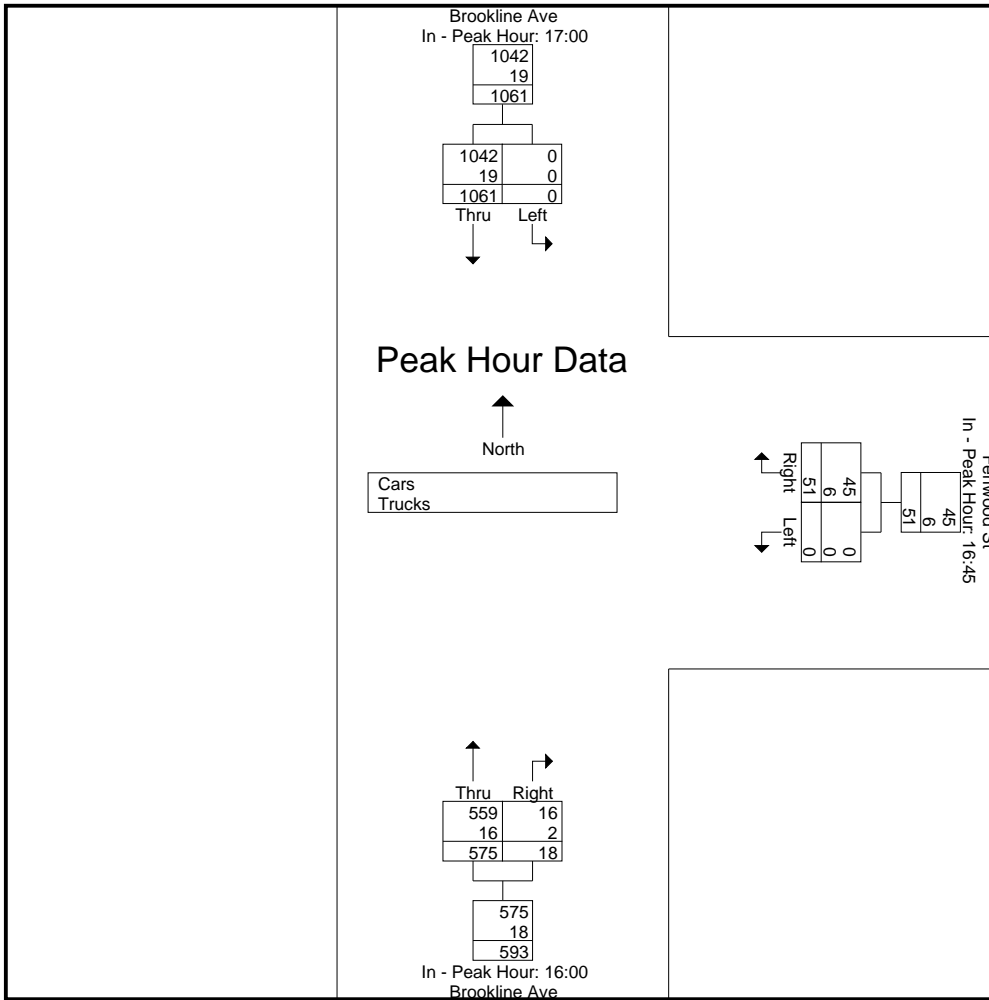 Brookline Ave
In - Peak Hour: 17:00
1042
19
1061
1042 0
19 0
1061 0
Thru Left
Peak Hour Data
North
Cars
Trucks
In - Peak Hour: 16:45
45
6
51
45 0
6 0
51 0
Right Left
Thru Right
559 16
16 2
575 18
575
18
593
In - Peak Hour: 16:00
Brookline Ave